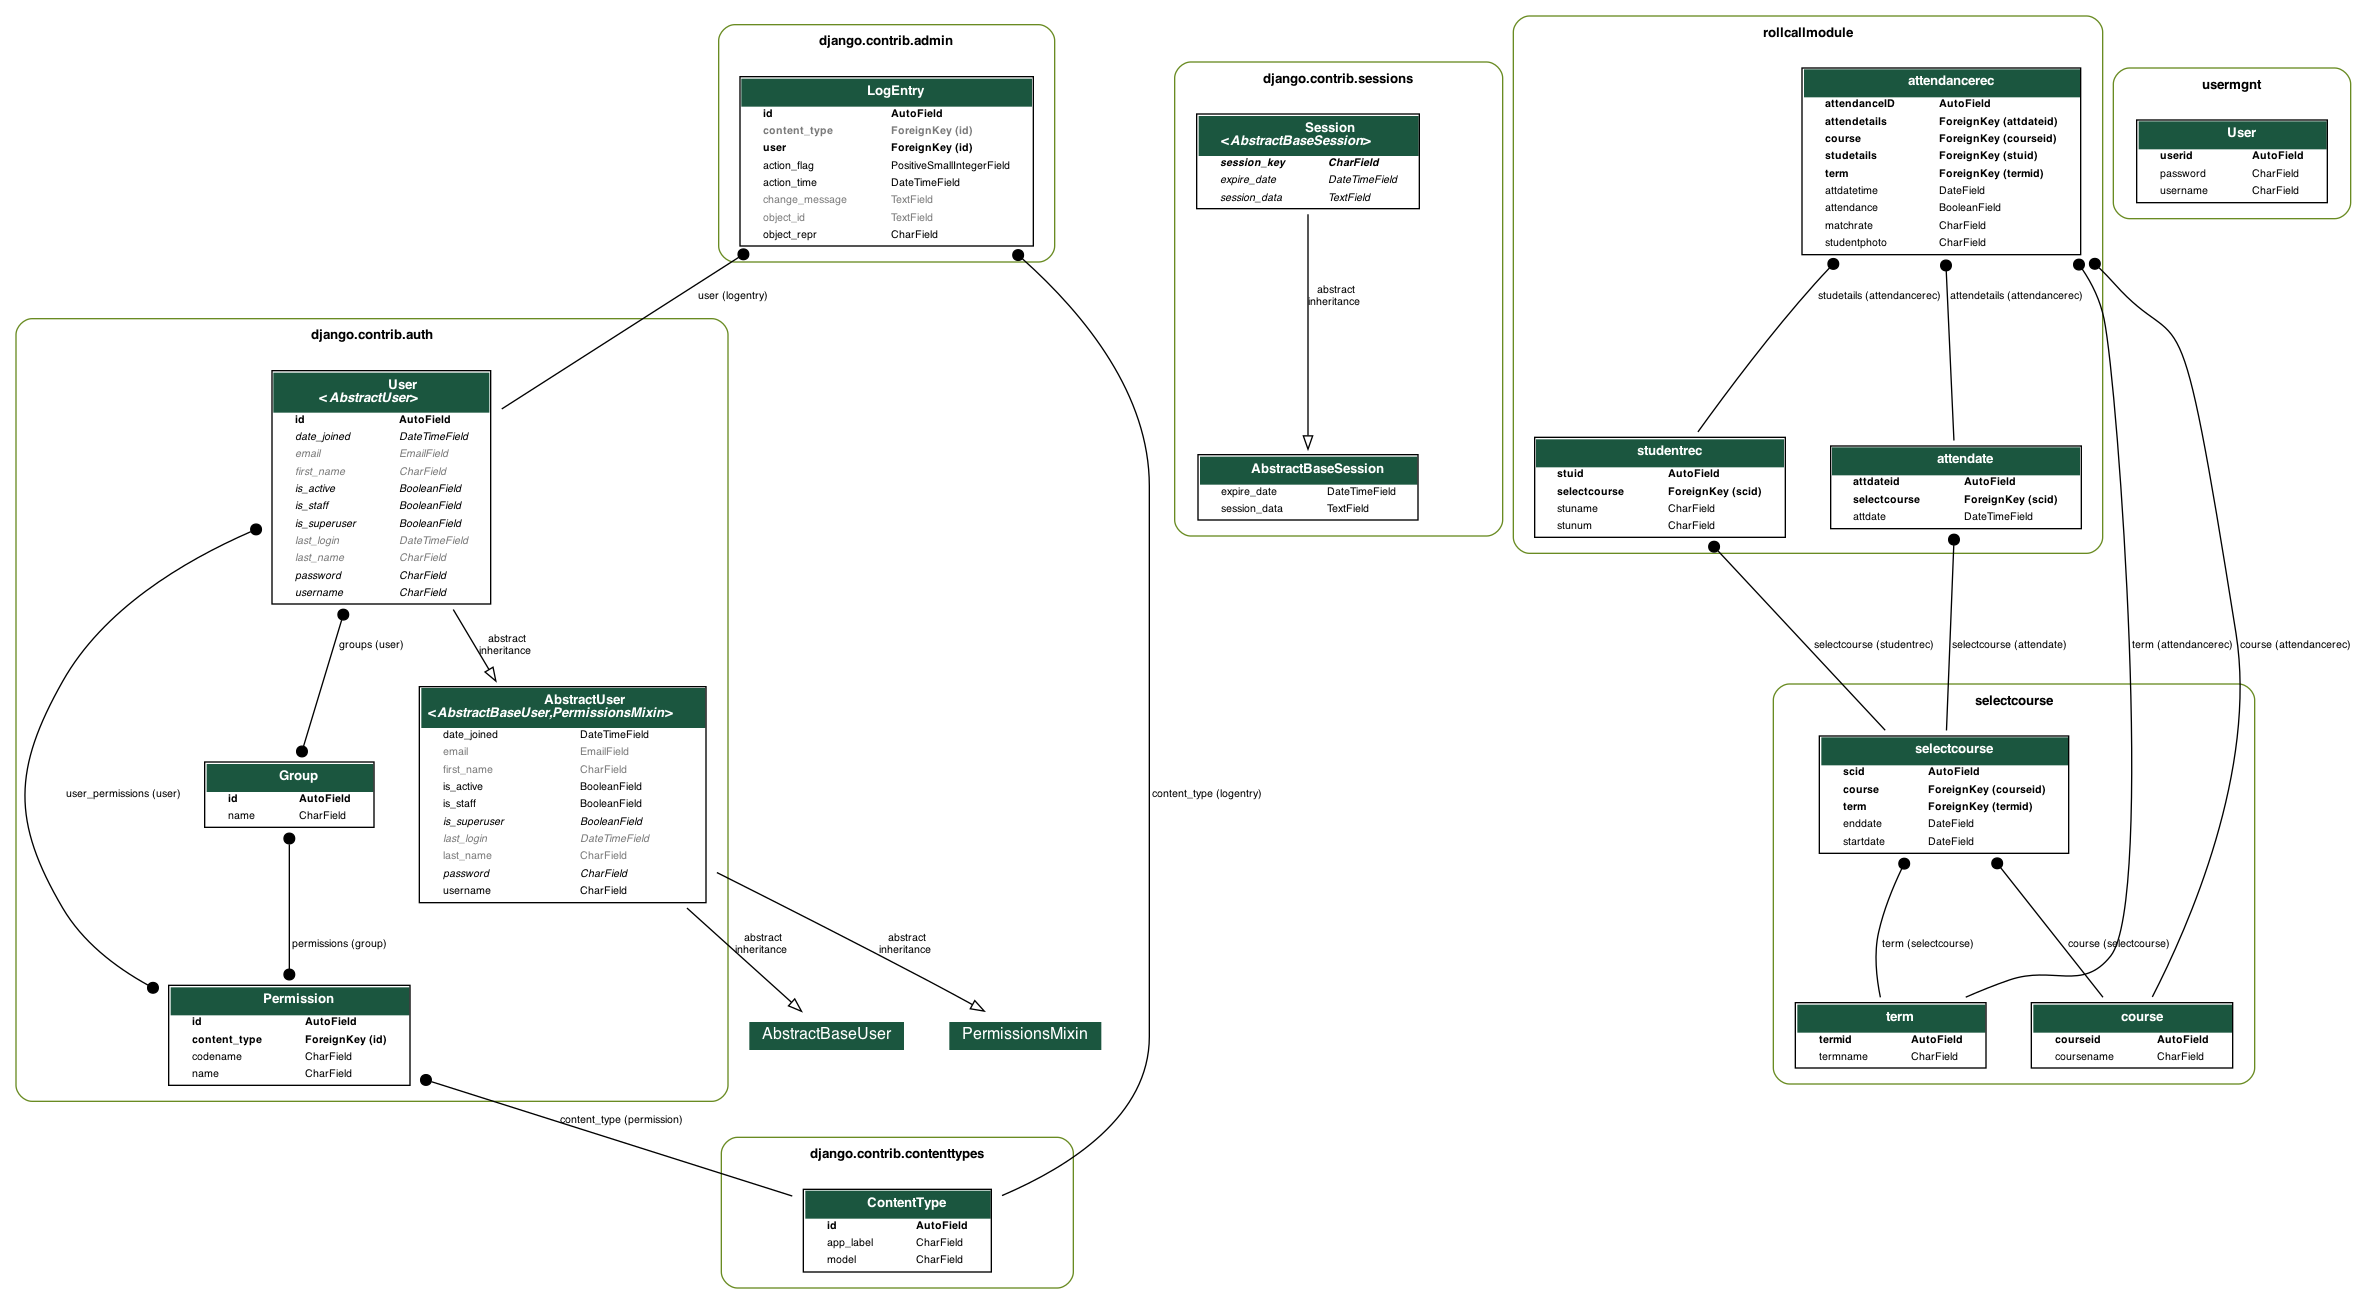 django.contrib.admin
LogEntry
id AutoField
content_type ForeignKey (id)
user ForeignKey (id)
action_flag PositiveSmallIntegerField
action_time DateTimeField
change_message TextField
object_id TextField
object_repr CharField
user (logentry)
django.contrib.auth
User
<AbstractUser>
id AutoField
date_joined DateTimeField
email EmailField
first_name CharField
is_active BooleanField
is_staff BooleanField
is_superuser BooleanField
last_login DateTimeField
last_name CharField
password CharField
username CharField
groups (user)
abstract
inheritance
AbstractUser
<AbstractBaseUser,PermissionsMixin>
date_joined DateTimeField
email EmailField
first_name CharField
is_active BooleanField
is_staff BooleanField
is_superuser BooleanField
last_login DateTimeField
last_name CharField
password CharField
username CharField
Group
id AutoField
name CharField
user_permissions (user)
permissions (group)
Permission
id AutoField
content_type ForeignKey (id)
codename CharField
name CharField
abstract
inheritance
abstract
inheritance
AbstractBaseUser
PermissionsMixin
content_type (logentry)
content_type (permission)
django.contrib.contenttypes
ContentType
id AutoField
app_label CharField
model CharField
django.contrib.sessions
Session
<AbstractBaseSession>
session_key CharField
expire_date DateTimeField
session_data TextField
abstract
inheritance
AbstractBaseSession
expire_date DateTimeField
session_data TextField
rollcallmodule
attendancerec
attendanceID AutoField
attendetails ForeignKey (attdateid)
course ForeignKey (courseid)
studetails ForeignKey (stuid)
term ForeignKey (termid)
attdatetime DateField
attendance BooleanField
matchrate CharField
studentphoto CharField
studetails (attendancerec)
attendetails (attendancerec)
studentrec
stuid AutoField
selectcourse ForeignKey (scid)
stuname CharField
stunum CharField
attendate
attdateid AutoField
selectcourse ForeignKey (scid)
attdate DateTimeField
usermgnt
User
userid AutoField
password CharField
username CharField
selectcourse (studentrec)
selectcourse (attendate)
term (attendancerec)
course (attendancerec)
selectcourse
selectcourse
scid AutoField
course ForeignKey (courseid)
term ForeignKey (termid)
enddate DateField
startdate DateField
term (selectcourse)
course (selectcourse)
term
termid AutoField
termname CharField
course
courseid AutoField
coursename CharField